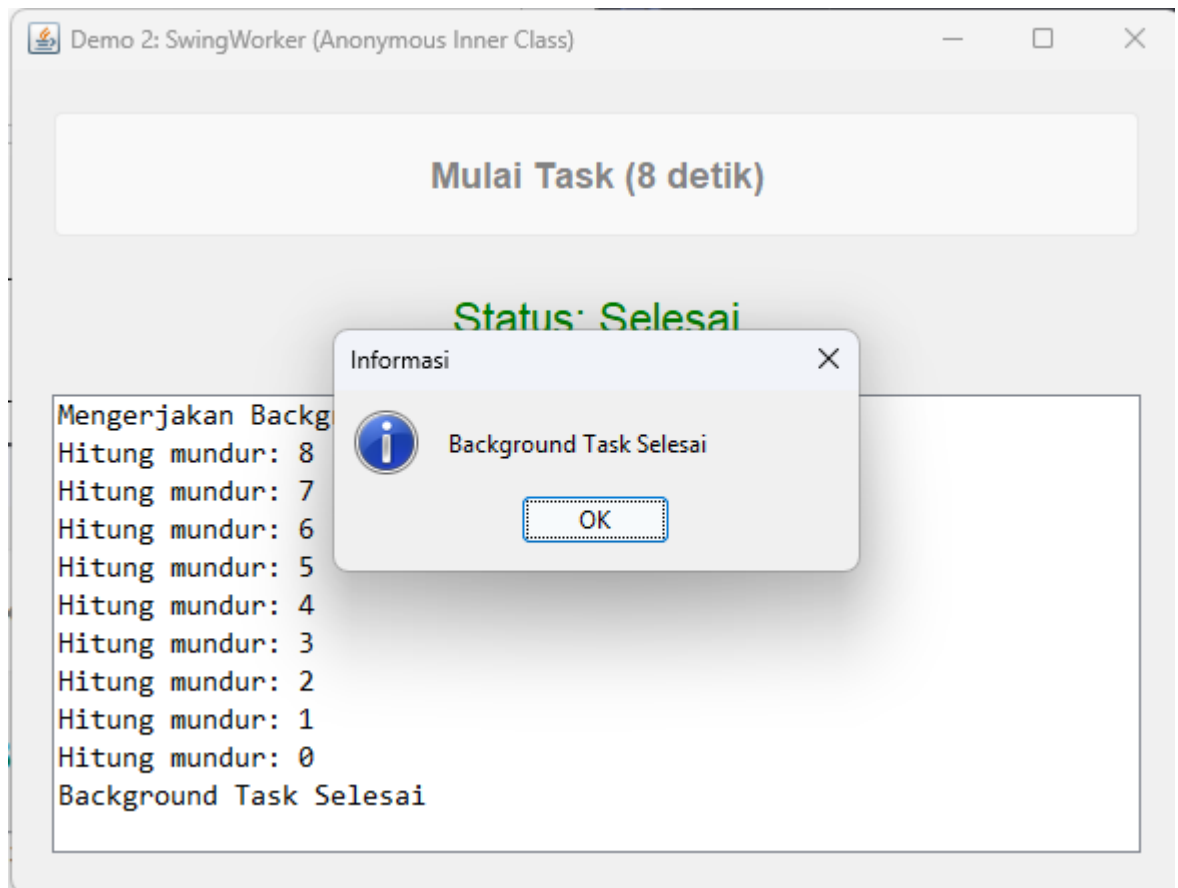 Demo 2: SwingWorker (Anonymous Inner Class)
Mulai Task (8 detik)
Status: Selesai
Informasi
Background Task Selesai
OK
Mengerjakan
Hitung mundur: 8
Hitung mundur: 7
Hitung mundur: 6
Hitung mundur: 5
Hitung mundur: 4
Hitung mundur: 3
Hitung mundur: 2
Hitung mundur: 1
Hitung mundur: 0
Background Task Selesai